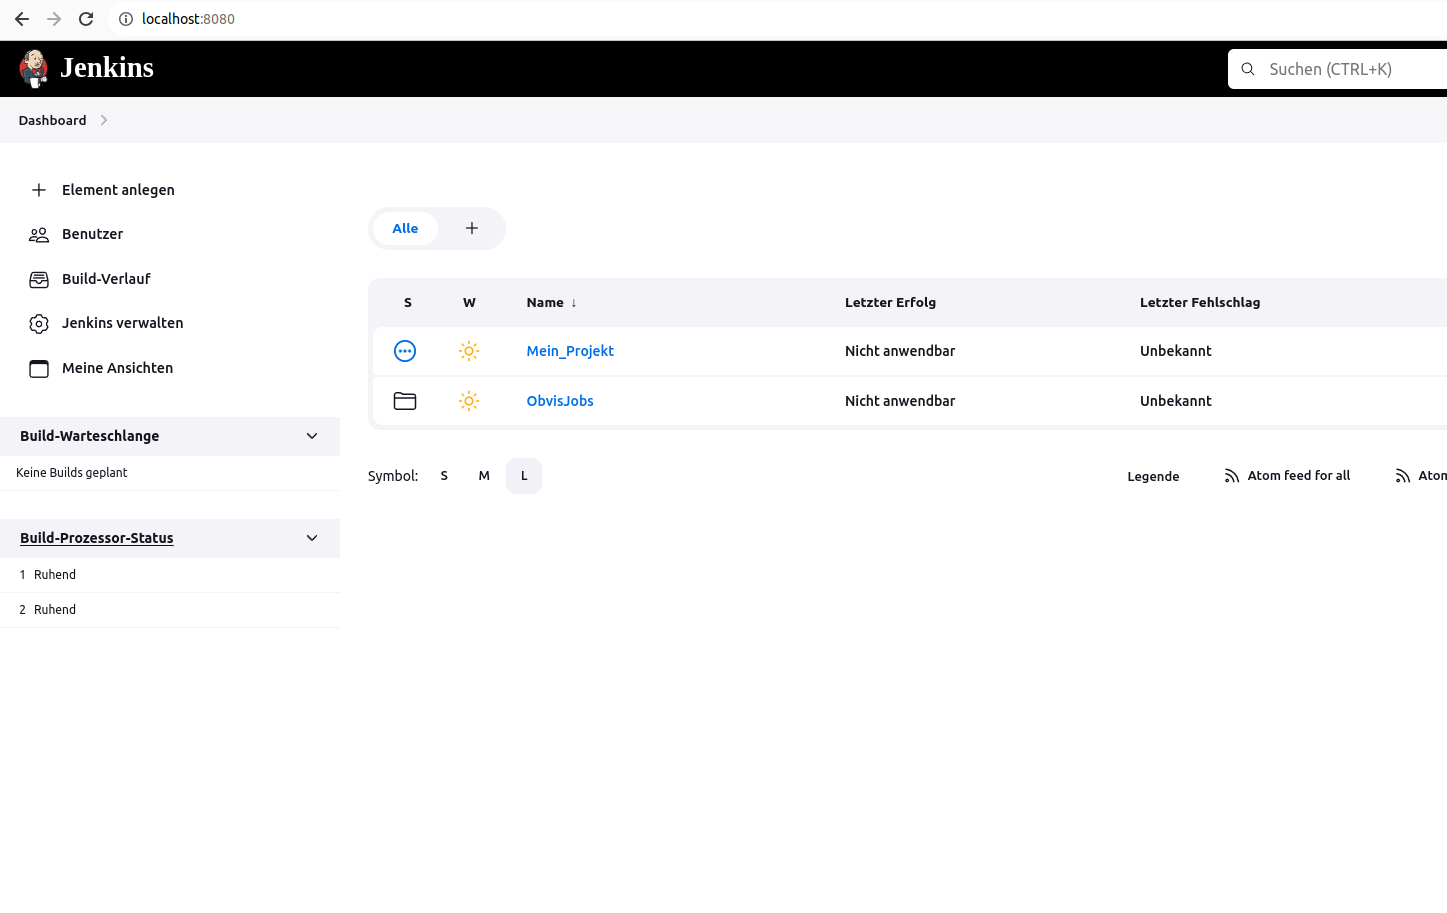 localhost:8080
Jenkins
Suchen (CTRL+K)
Dashboard
Element anlegen
Benutzer
Build-Verlauf
Jenkins verwalten
Meine Ansichten
Build-Warteschlange
Keine Builds geplant
Build-Prozessor-Status
1 Ruhend
2 Ruhend
Alle +
S W Name ↓ Letzter Erfolg Letzter Fehlschlag
Mein_Projekt Nicht anwendbar Unbekannt
ObvisJobs Nicht anwendbar Unbekannt
Symbol: S M L Legende Atom feed for all Atom